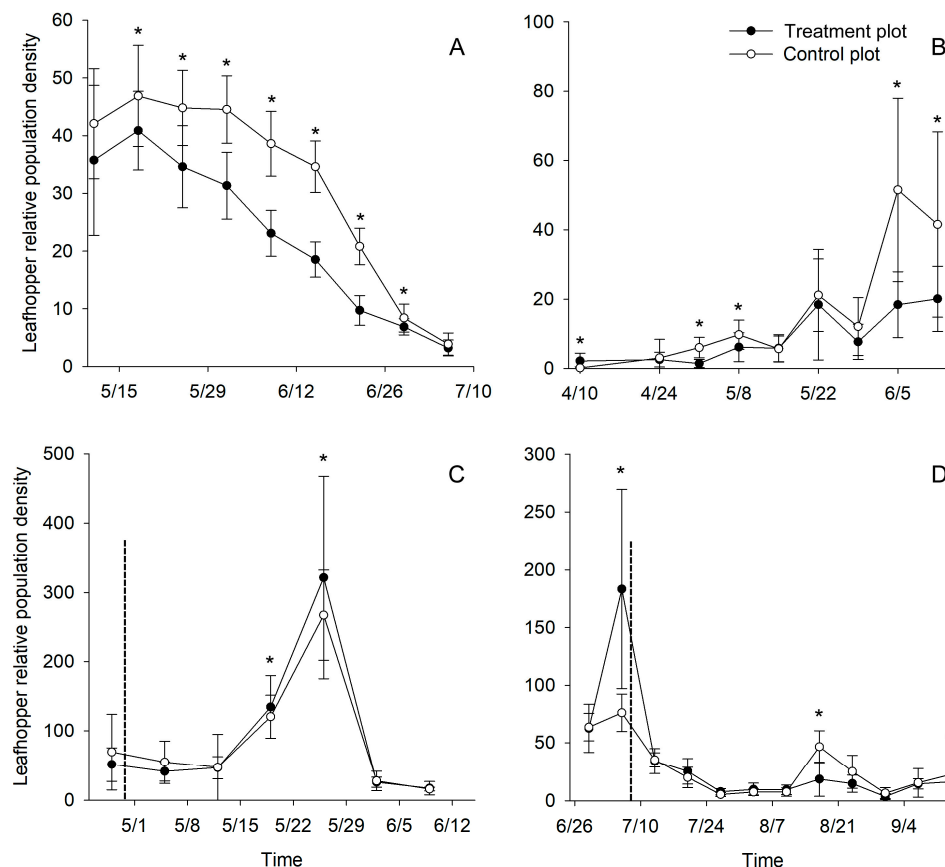 Leafhopper relative population density
60
50
40
30
20
10
0
A
* * * * * * * *
5/15 5/29 6/12 6/26 7/10
100
80
60
40
20
0
Treatment plot
Control plot
B
* * * * *
4/10 4/24 5/8 5/22 6/5
Leafhopper relative population density
500
400
300
200
100
0
C
* *
5/1 5/8 5/15 5/22 5/29 6/5 6/12
Time
300
250
200
150
100
50
0
D
* *
6/26 7/10 7/24 8/7 8/21 9/4
Time